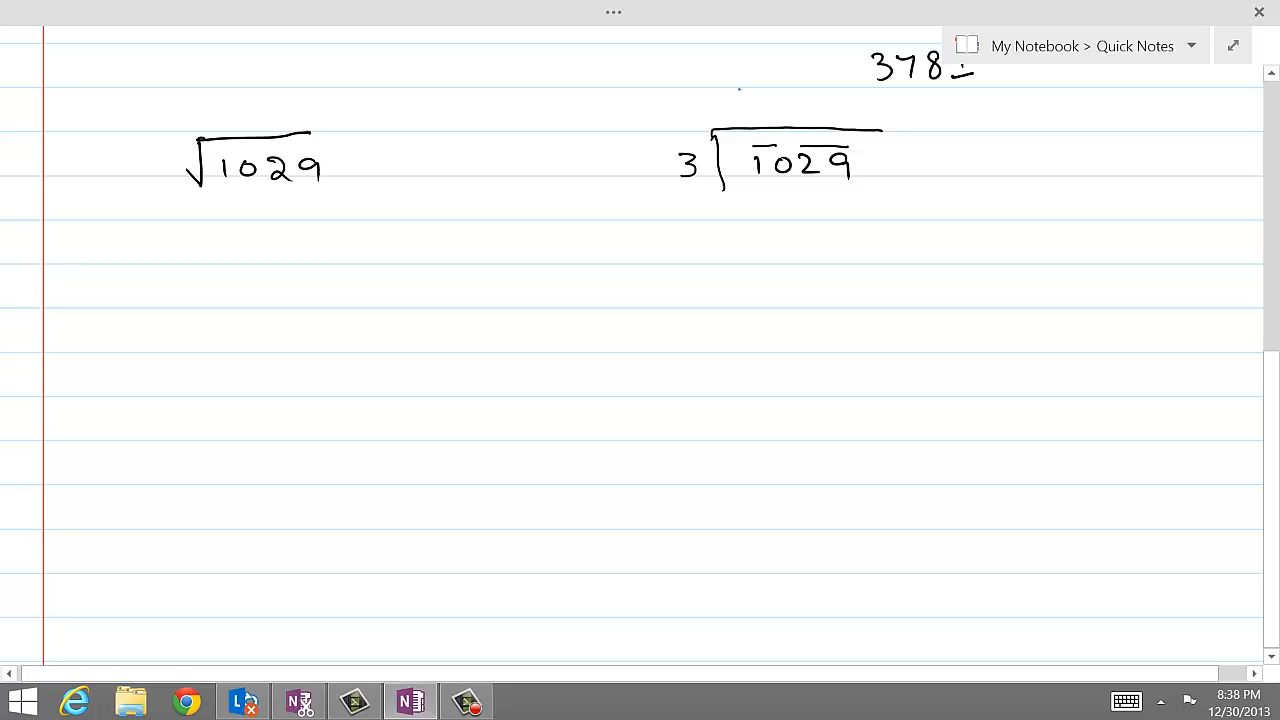 My Notebook > Quick Notes
378
√1029
3 1029
8:38 PM
12/30/2013